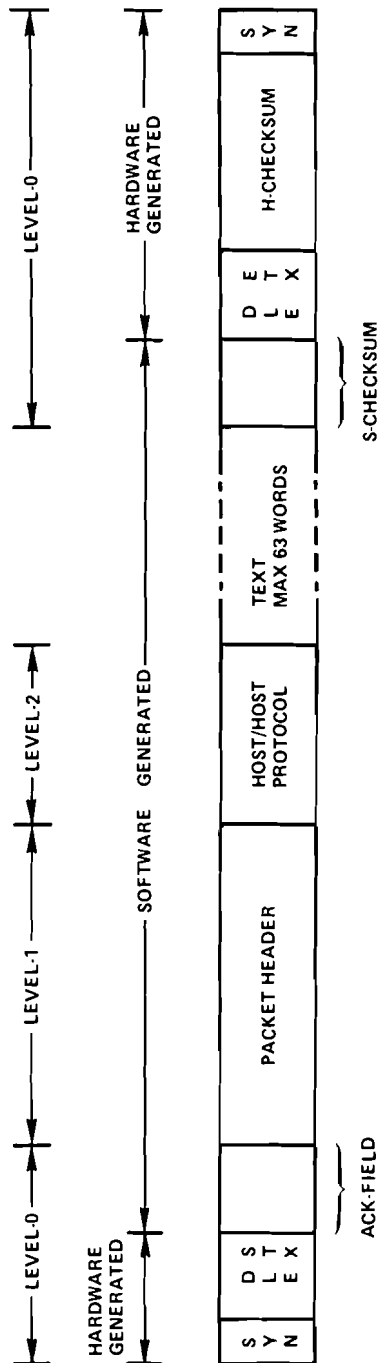 LEVEL-0
LEVEL-1
LEVEL-2
LEVEL-0
HARDWARE
GENERATED
SOFTWARE GENERATED
HARDWARE
GENERATED
SYN
DLE
STX
PACKET HEADER
HOST/HOST
PROTOCOL
TEXT
MAX 63 WORDS
DLE
ETX
H-CHECKSUM
SYN
ACK-FIELD
S-CHECKSUM